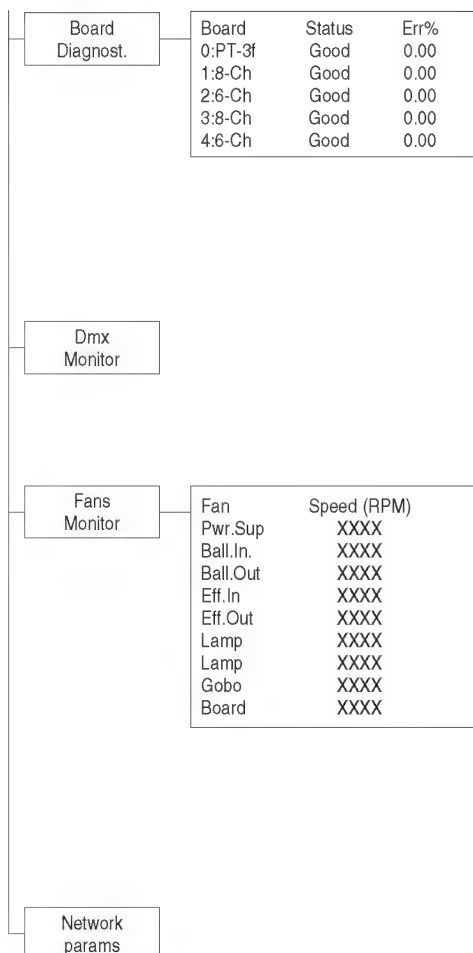 Board
Diagnost.
Board Status Err%
0:PT-3f Good 0.00
1:8-Ch Good 0.00
2:6-Ch Good 0.00
3:8-Ch Good 0.00
4:6-Ch Good 0.00
Dmx
Monitor
Fans
Monitor
Fan Speed (RPM)
Pwr.Sup XXXX
Ball.In. XXXX
Ball.Out XXXX
Eff.In XXXX
Eff.Out XXXX
Lamp XXXX
Lamp XXXX
Gobo XXXX
Board XXXX
Network
params